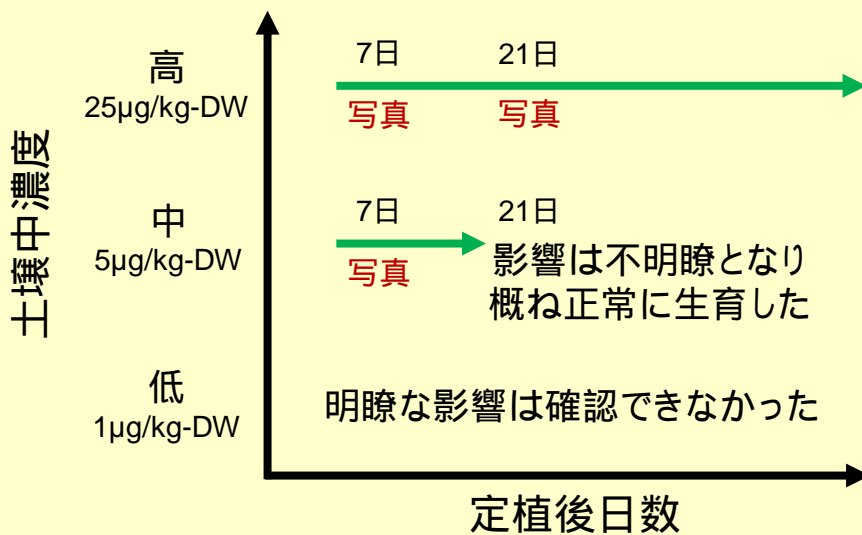 土壌中濃度
高
25μg/kg-DW
7日
21日
写真
写真
中
5μg/kg-DW
7日
21日
写真
影響は不明瞭となり
概ね正常に生育した
低
1μg/kg-DW
明瞭な影響は確認できなかった
定植後日数